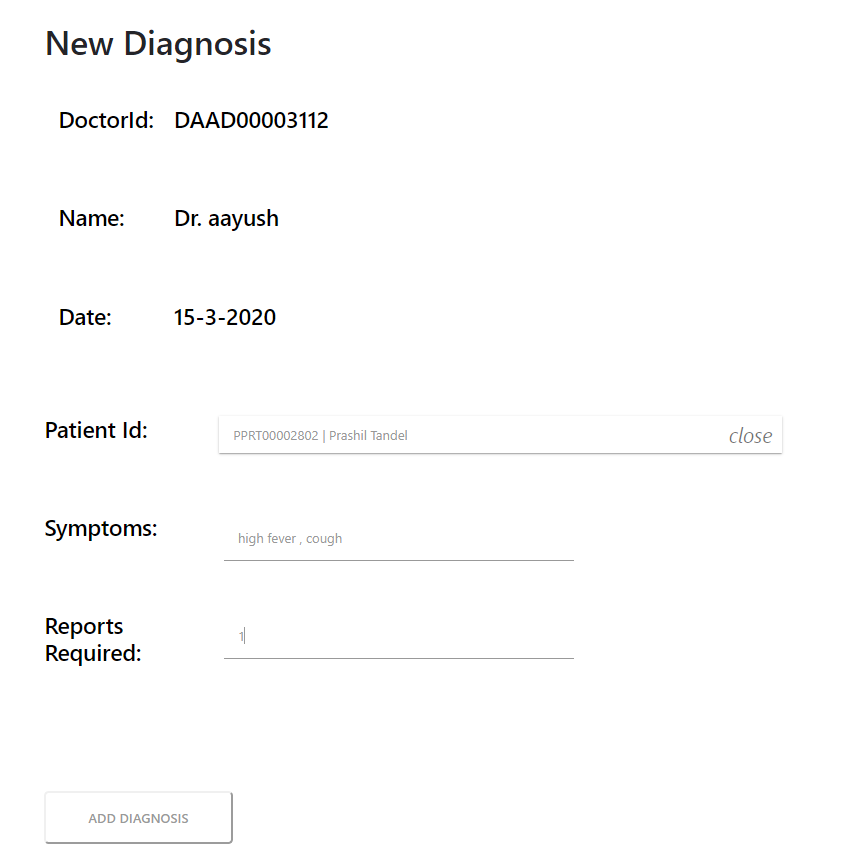 New Diagnosis
DoctorId: DAAD00003112
Name: Dr. aayush
Date: 15-3-2020
Patient Id: PPRT00002802 | Prashil Tandel close
Symptoms: high fever , cough
Reports
Required: 1
ADD DIAGNOSIS